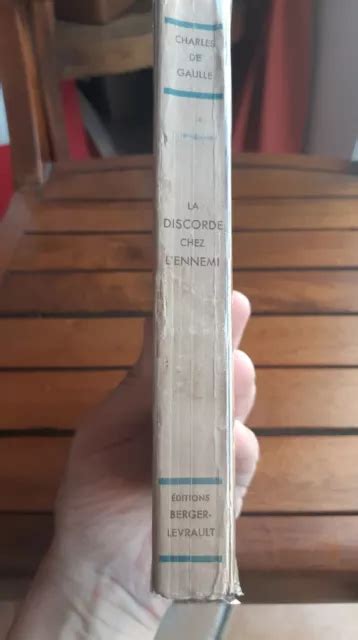 CHARLES
DE
GAULLE
LA
DISCORDE
CHEZ
L'ENNEMI
ÉDITIONS
BERGER-
LEVRAULT